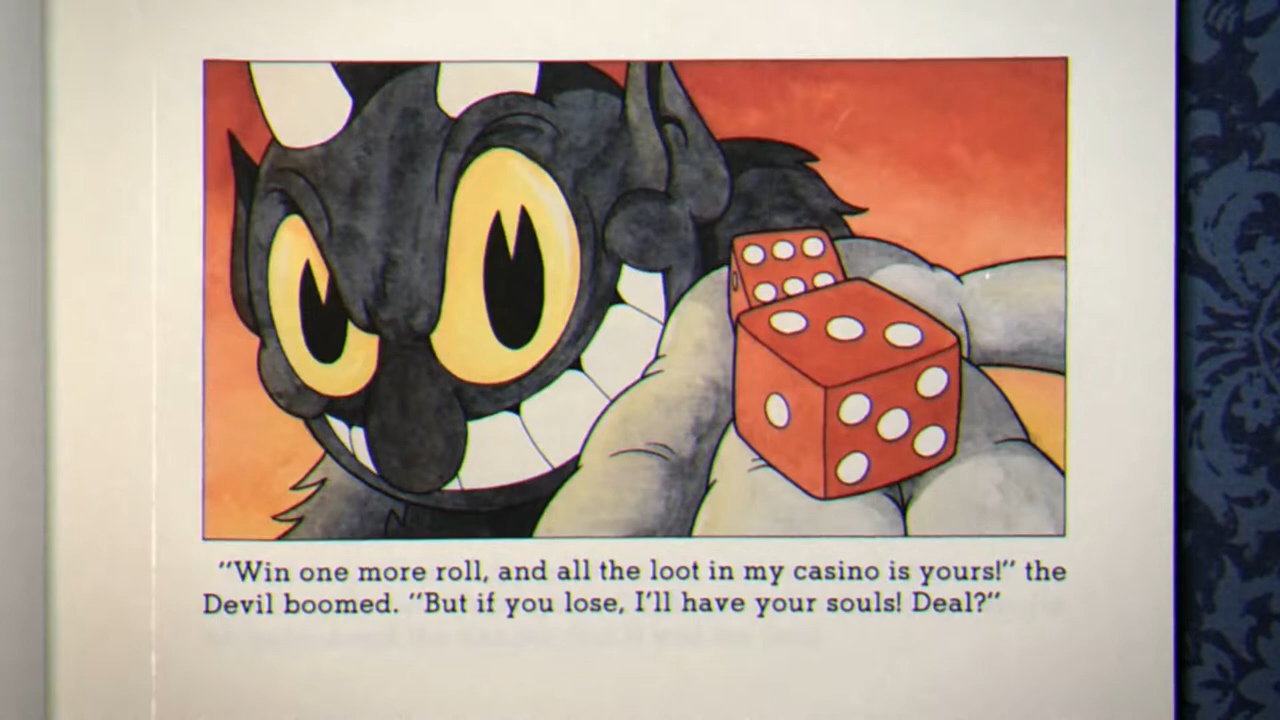 “Win one more roll, and all the loot in my casino is yours!” the
Devil boomed. “But if you lose, I’ll have your souls! Deal?”